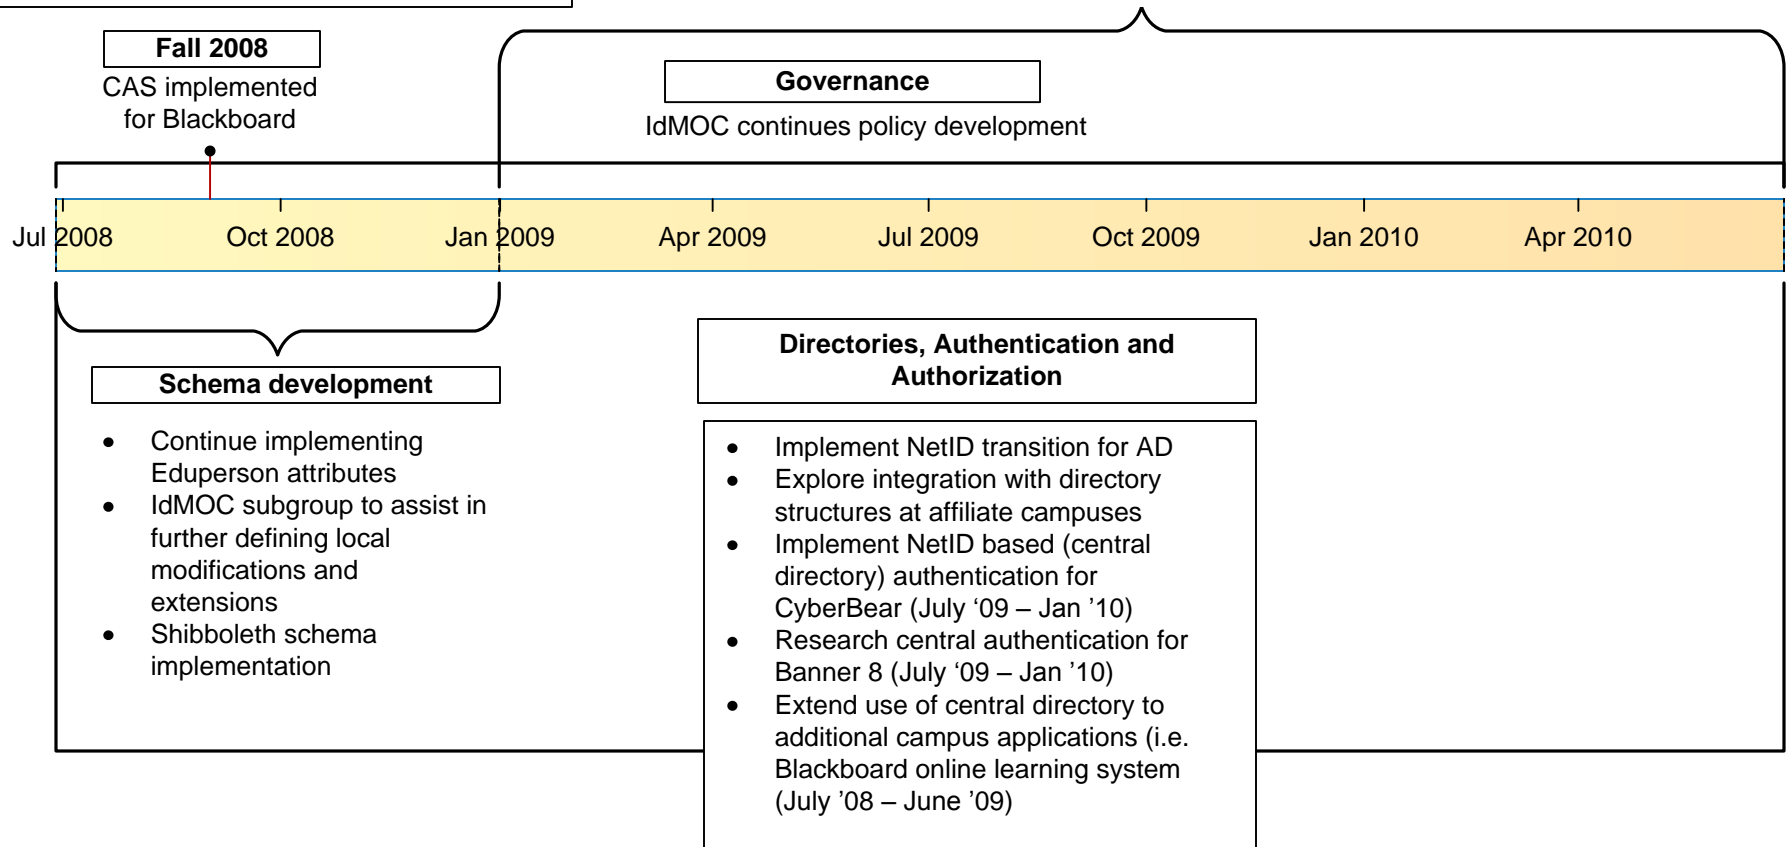 Fall 2008
CAS implemented
for Blackboard
Governance
IdMOC continues policy development
Jul 2008
Oct 2008
Jan 2009
Apr 2009
Jul 2009
Oct 2009
Jan 2010
Apr 2010
Schema development
• Continue implementing
Eduperson attributes
• IdMOC subgroup to assist in
further defining local
modifications and
extensions
• Shibboleth schema
implementation
Directories, Authentication and
Authorization
• Implement NetID transition for AD
• Explore integration with directory
structures at affiliate campuses
• Implement NetID based (central
directory) authentication for
CyberBear (July ‘09 – Jan ’10)
• Research central authentication for
Banner 8 (July ‘09 – Jan ’10)
• Extend use of central directory to
additional campus applications (i.e.
Blackboard online learning system
(July ’08 – June ’09)